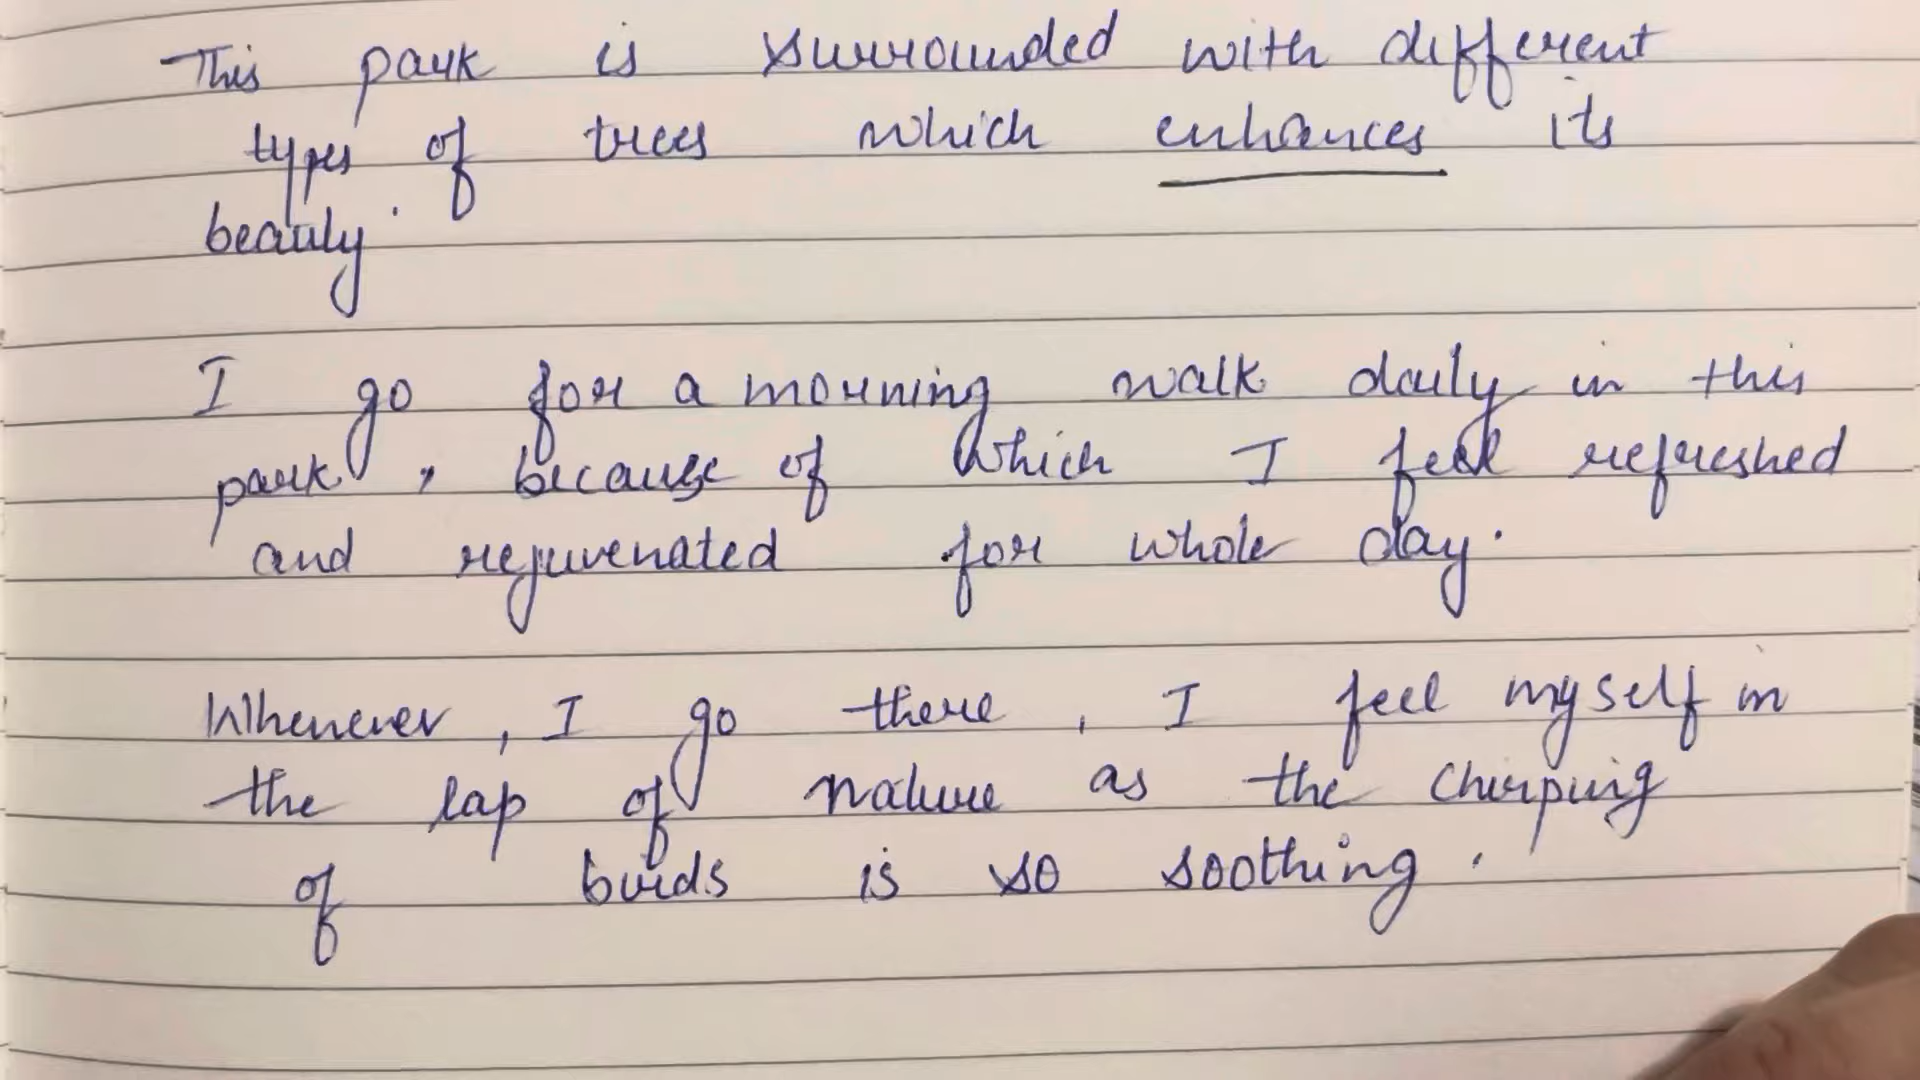 This park is surrounded with different
types of trees which enhances its
beauty.
I go for a morning walk daily in this
park, because of which I feel refreshed
and rejuvenated for whole day.
Whenever, I go there, I feel myself in
the lap of nature as the chirping
of birds is so soothing.